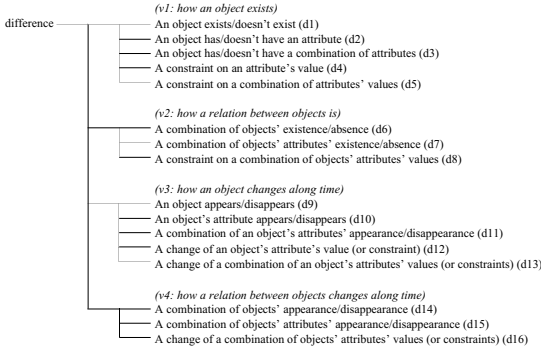 (v1: how an object exists)
difference
An object exists/doesn't exist (d1)
An object has/doesn't have an attribute (d2)
An object has/doesn't have a combination of attributes (d3)
A constraint on an attribute's value (d4)
A constraint on a combination of attributes' values (d5)
(v2: how a relation between objects is)
A combination of objects' existence/absence (d6)
A combination of objects' attributes' existence/absence (d7)
A constraint on a combination of objects' attributes' values (d8)
(v3: how an object changes along time)
An object appears/disappears (d9)
An object's attribute appears/disappears (d10)
A combination of an object's attributes' appearance/disappearance (d11)
A change of an object's attribute's value (or constraint) (d12)
A change of a combination of an object's attributes' values (or constraints) (d13)
(v4: how a relation between objects changes along time)
A combination of objects' appearance/disappearance (d14)
A combination of objects' attributes' appearance/disappearance (d15)
A change of a combination of objects' attributes' values (or constraints) (d16)